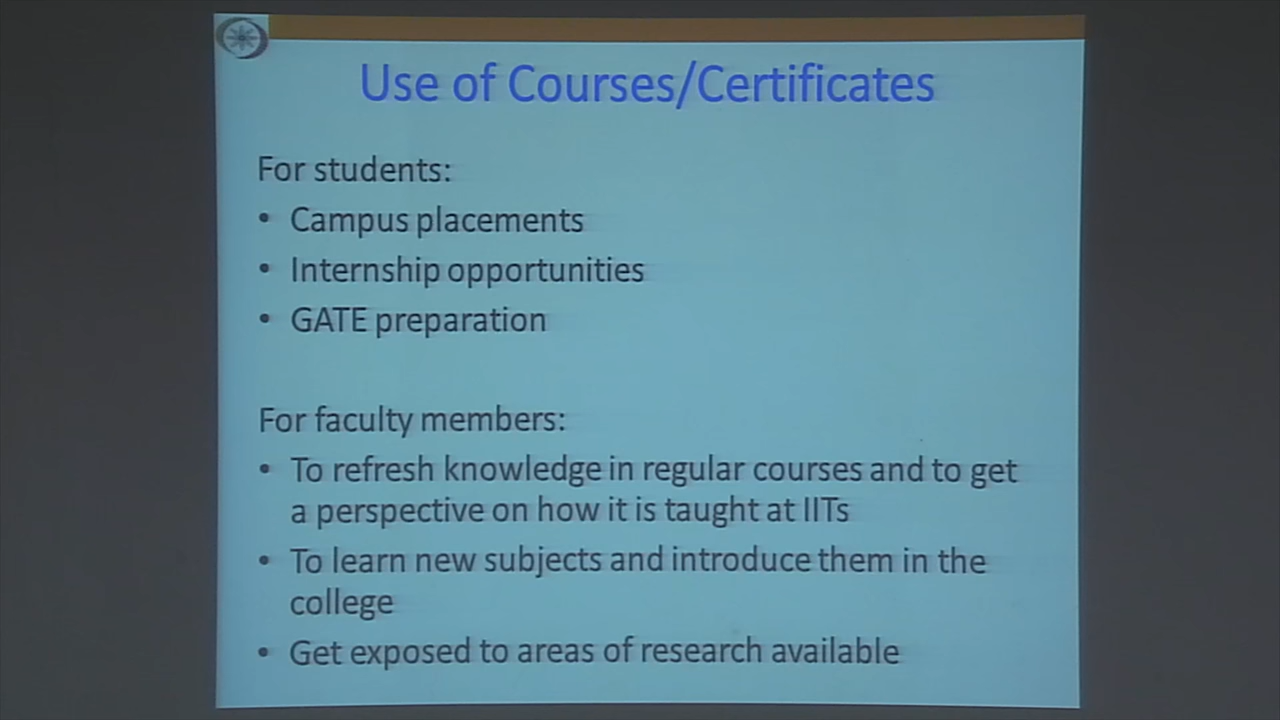 Use of Courses/Certificates
For students:
• Campus placements
• Internship opportunities
• GATE preparation
For faculty members:
• To refresh knowledge in regular courses and to get
a perspective on how it is taught at IITs
• To learn new subjects and introduce them in the
college
• Get exposed to areas of research available